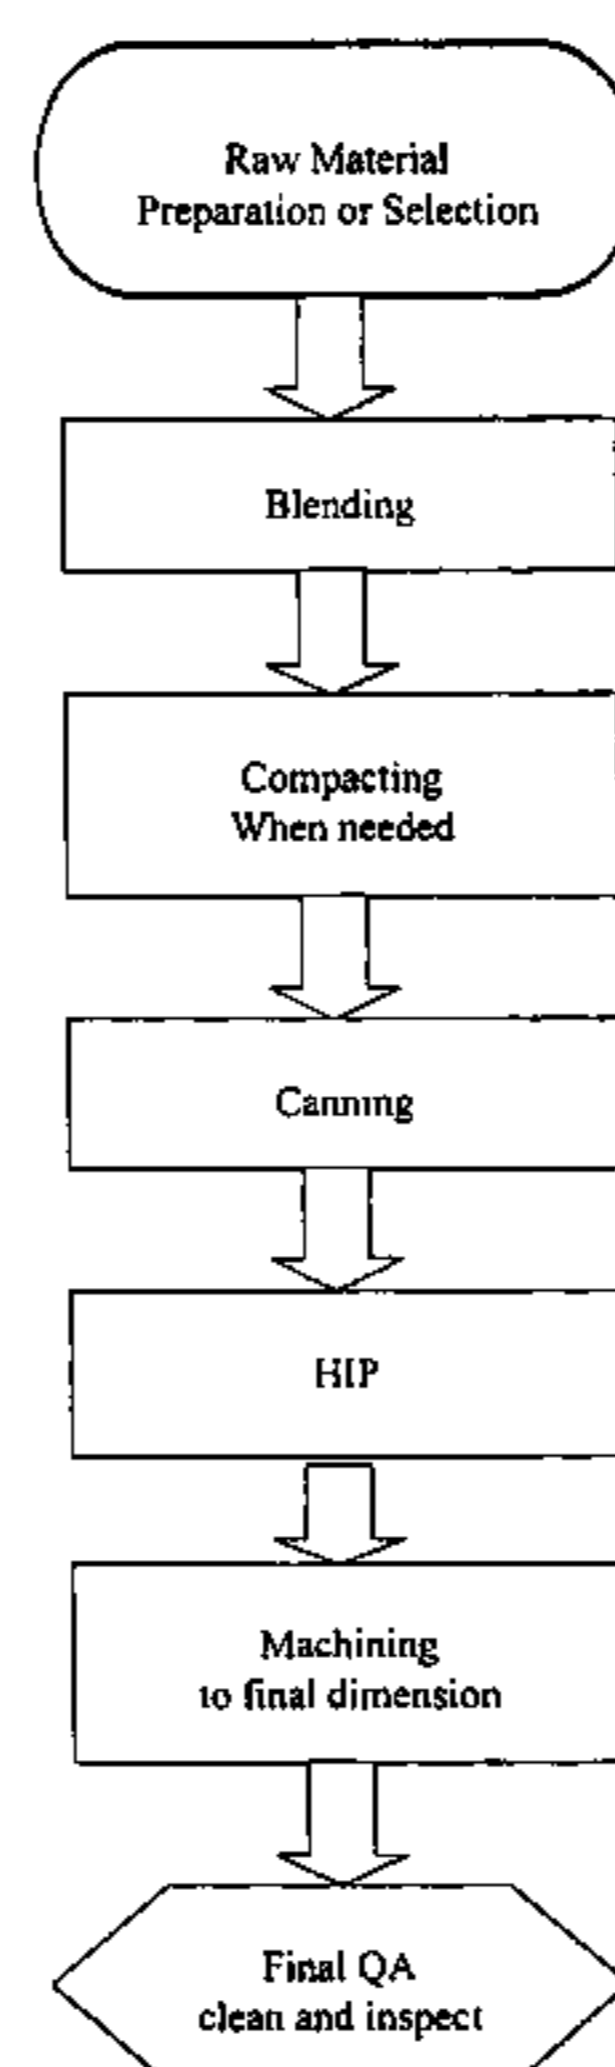 Raw Material
Preparation or Selection
Blending
Compacting
When needed
Canning
HIP
Machining
to final dimension
Final QA
clean and inspect